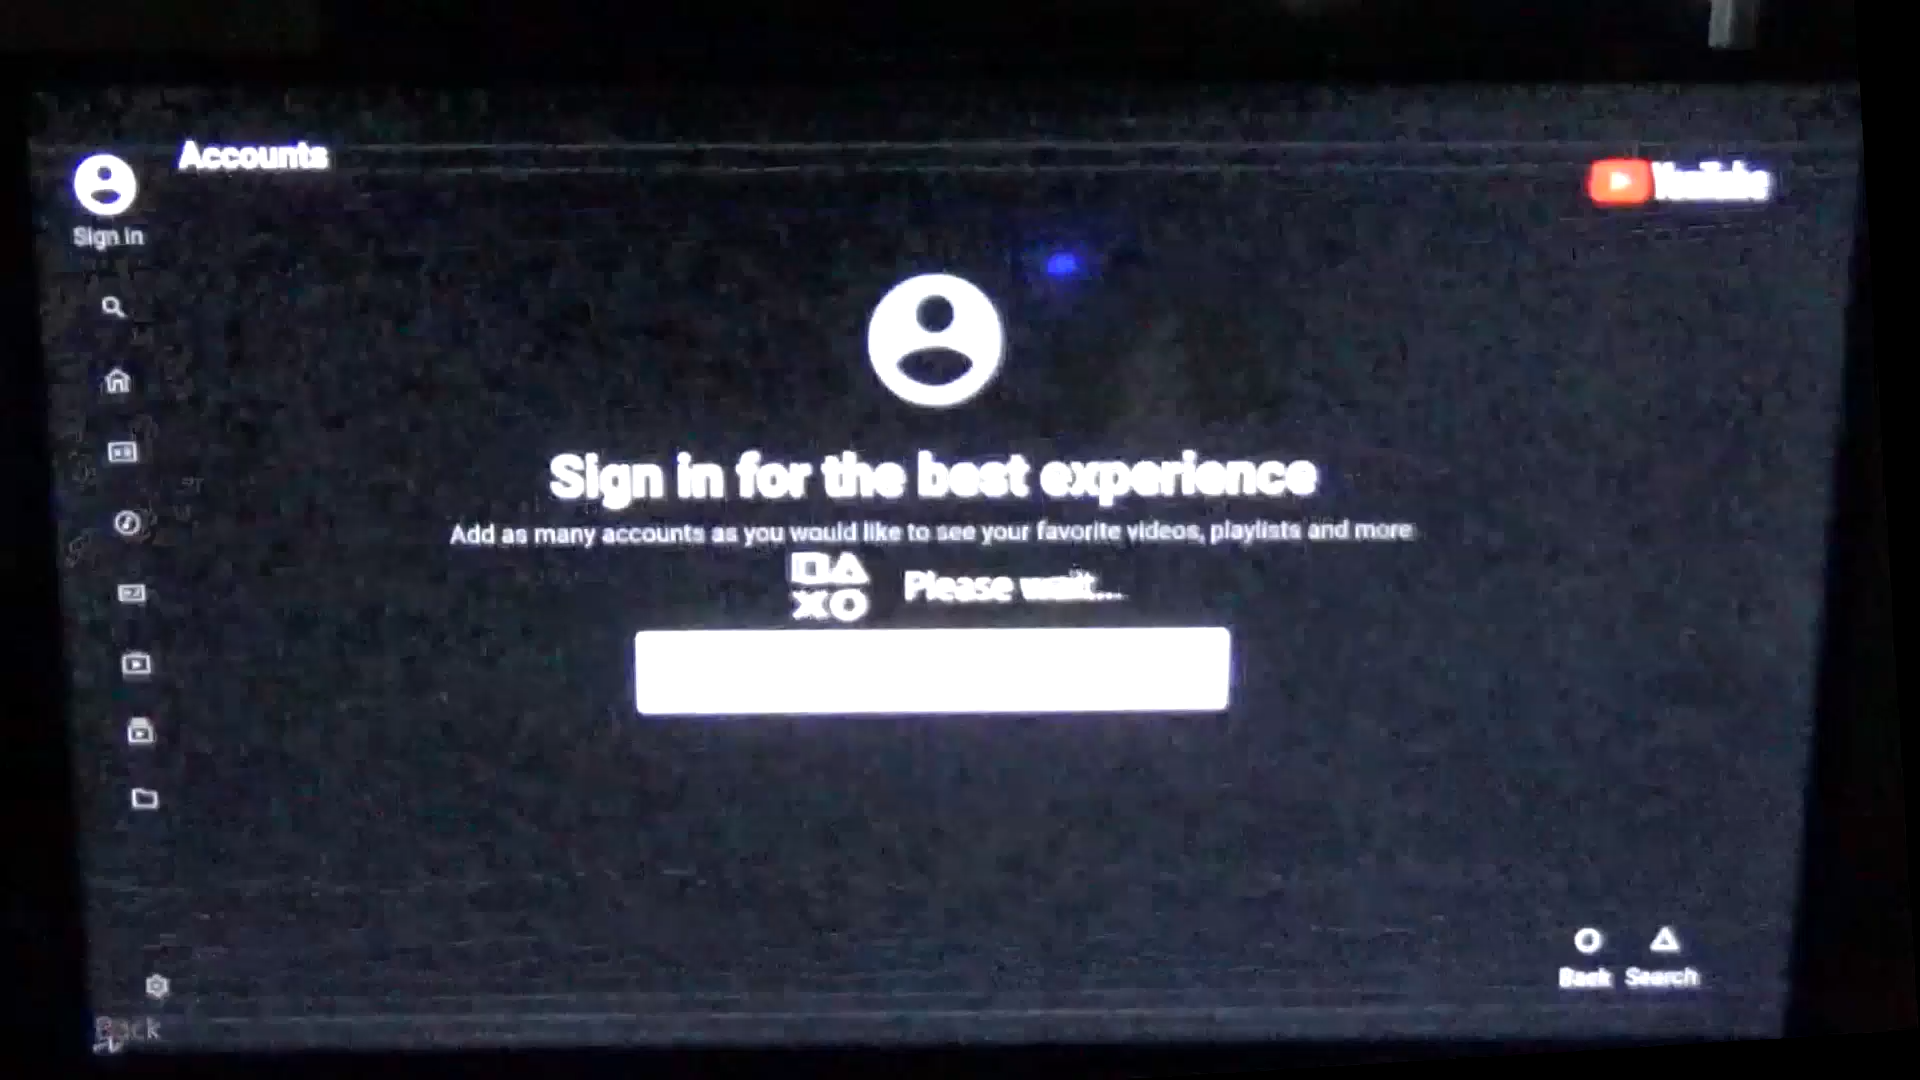 Accounts
YouTube
Sign in
Sign in for the best experience
Add as many accounts as you would like to see your favorite videos, playlists and more
Please wait...
Back Search
Back